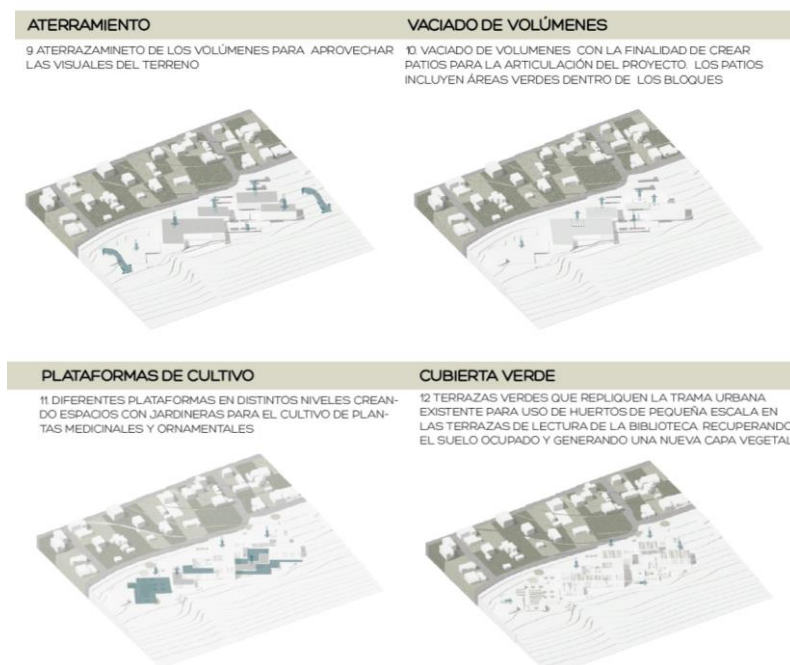 ATERRAMIENTO
9 ATERRAZAMINETO DE LOS VOLÚMENES PARA APROVECHAR
LAS VISUALES DEL TERRENO
VACIADO DE VOLÚMENES
10. VACIADO DE VOLUMENES CON LA FINALIDAD DE CREAR
PATIOS PARA LA ARTICULACIÓN DEL PROYECTO. LOS PATIOS
INCLUYEN ÁREAS VERDES DENTRO DE LOS BLOQUES
PLATAFORMAS DE CULTIVO
11. DIFERENTES PLATAFORMAS EN DISTINTOS NIVELES CREAN-
DO ESPACIOS CON JARDINERAS PARA EL CULTIVO DE PLAN-
TAS MEDICINALES Y ORNAMENTALES
CUBIERTA VERDE
12 TERRAZAS VERDES QUE REPLIQUEN LA TRAMA URBANA
EXISTENTE PARA USO DE HUERTOS DE PEQUEÑA ESCALA EN
LAS TERRAZAS DE LECTURA DE LA BIBLIOTECA RECUPERANDO
EL SUELO OCUPADO Y GENERANDO UNA NUEVA CAPA VEGETAL